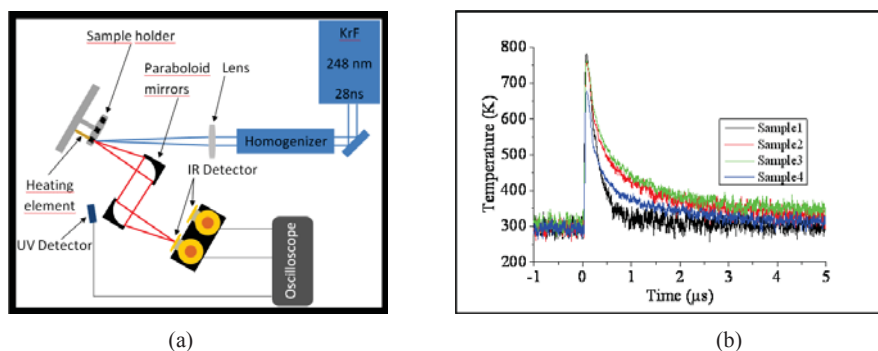 Sample holder
Paraboloid
mirrors
Lens
KrF
248 nm
28ns
Homogenizer
IR Detector
Heating
element
UV Detector
Oscilloscope
(a)
800
700
600
500
400
300
200
Temperature (K)
Sample1
Sample2
Sample3
Sample4
-1 0 1 2 3 4 5
Time (μs)
(b)